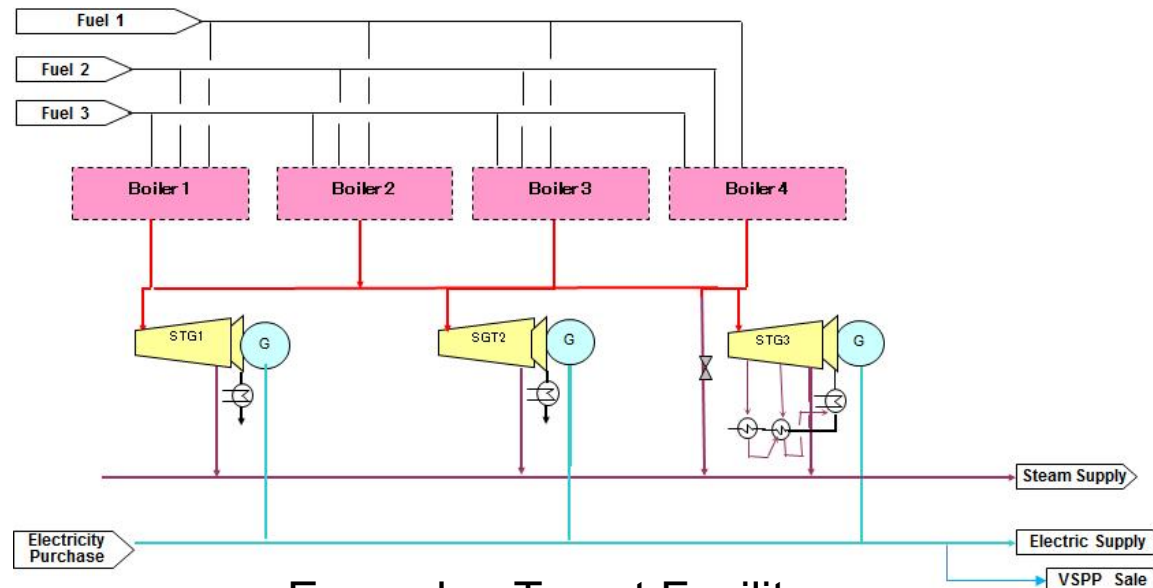 Fuel 1
Fuel 2
Fuel 3
Boiler 1
Boiler 2
Boiler 3
Boiler 4
STG1
G
SGT2
G
STG3
G
Steam Supply
Electricity
Purchase
Electric Supply
VSPP Sale